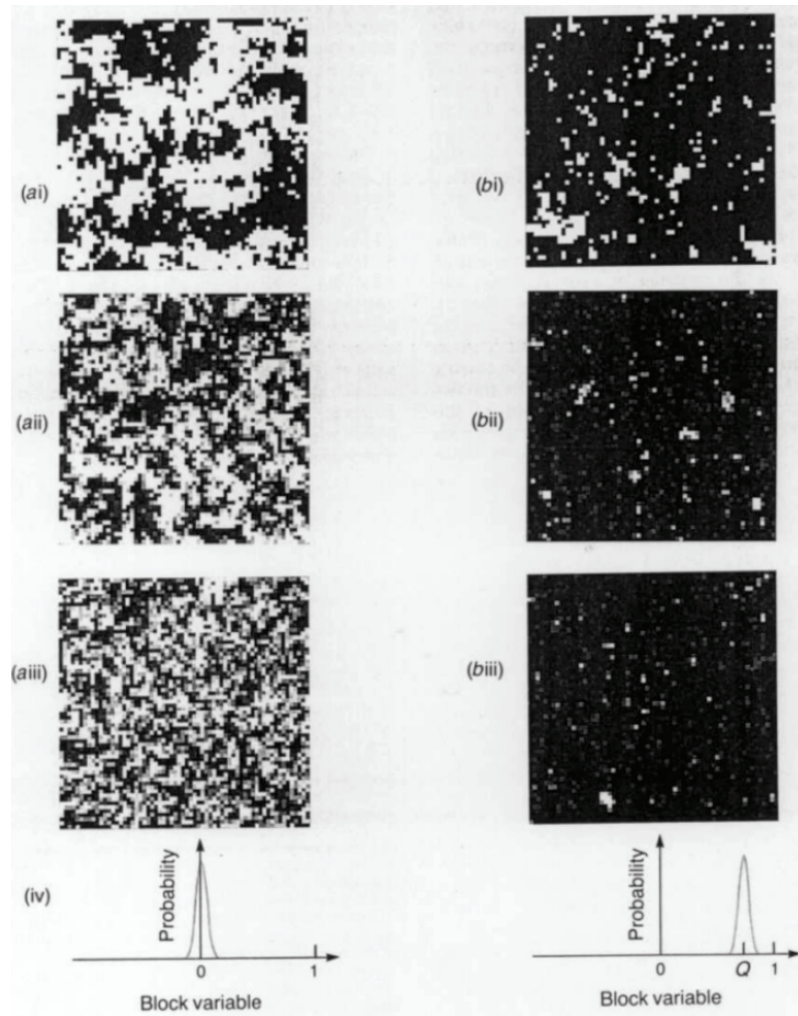 (ai)
(bi)
(aii)
(bii)
(aiii)
(biii)
(iv)
Probability
0
1
Block variable
Probability
0
Q
1
Block variable